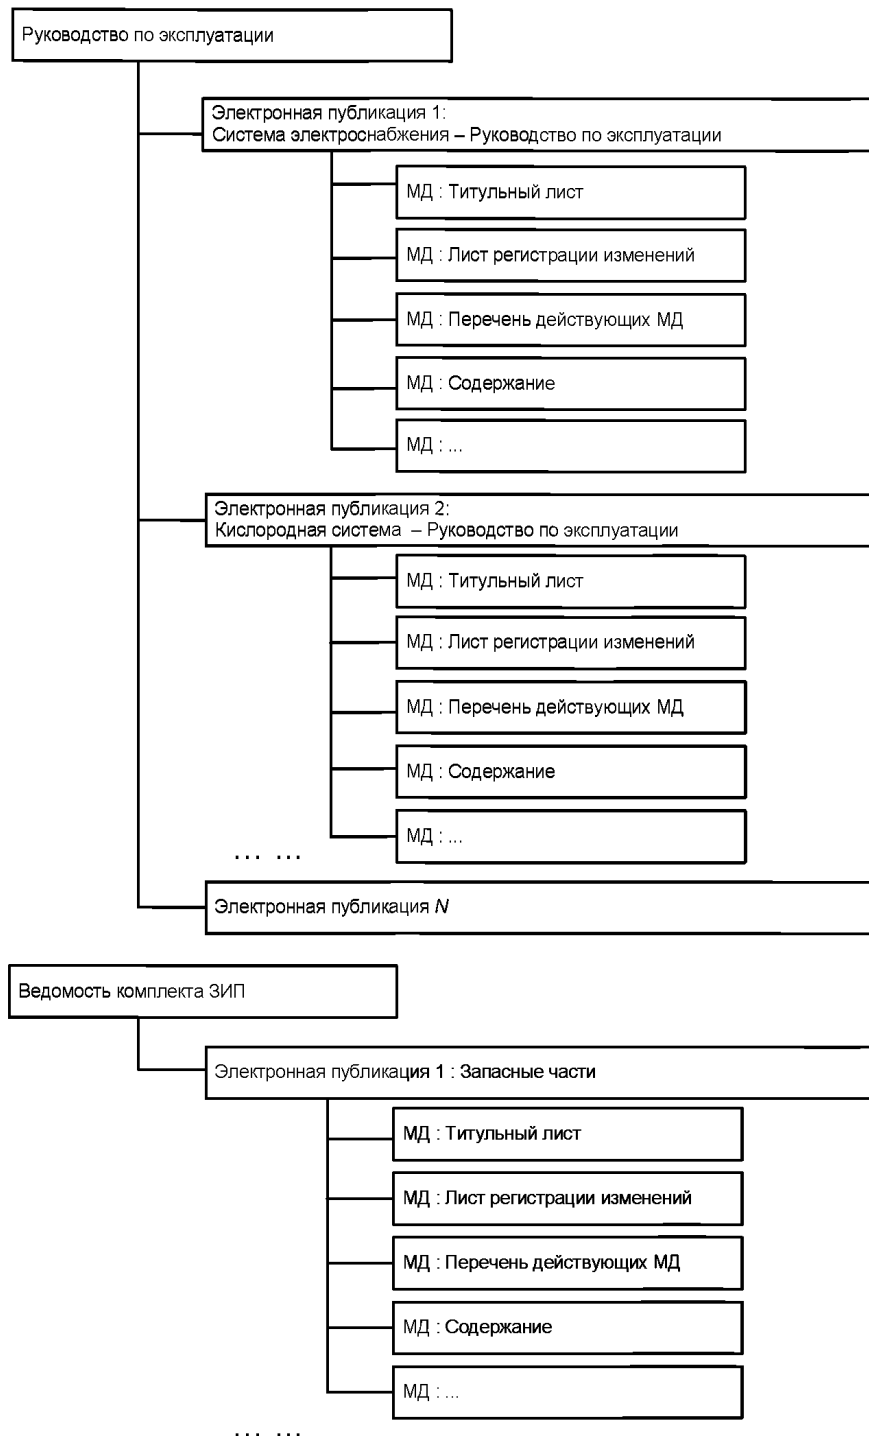 Руководство по эксплуатации
Электронная публикация 1:
Система электроснабжения – Руководство по эксплуатации
МД : Титульный лист
МД : Лист регистрации изменений
МД : Перечень действующих МД
МД : Содержание
МД : ...
Электронная публикация 2:
Кислородная система – Руководство по эксплуатации
МД : Титульный лист
МД : Лист регистрации изменений
МД : Перечень действующих МД
МД : Содержание
МД : ...
... ...
Электронная публикация N
Ведомость комплекта ЗИП
Электронная публикация 1 : Запасные части
МД : Титульный лист
МД : Лист регистрации изменений
МД : Перечень действующих МД
МД : Содержание
МД : ...
... ...